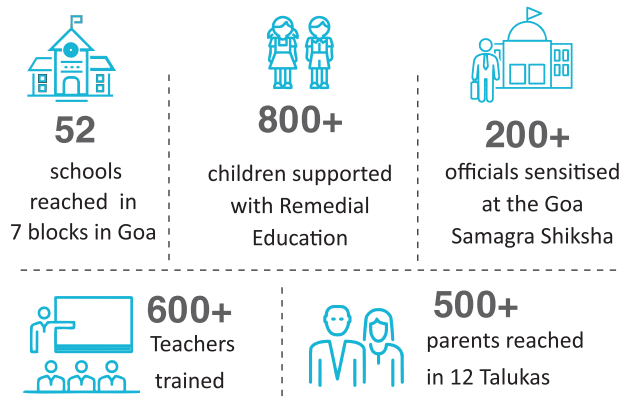 52
schools
reached in
7 blocks in Goa
800+
children supported
with Remedial
Education
200+
officials sensitised
at the Goa
Samagra Shiksha
600+
Teachers
trained
500+
parents reached
in 12 Talukas